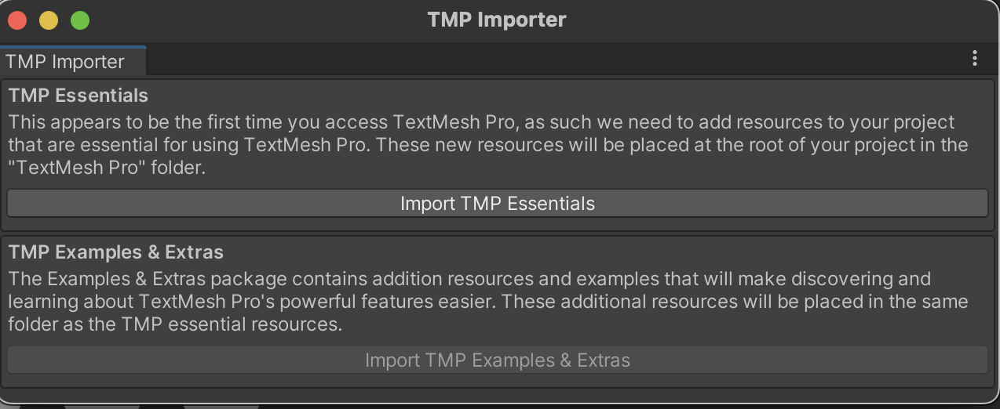 TMP Importer
TMP Importer
TMP Essentials
This appears to be the first time you access TextMesh Pro, as such we need to add resources to your project
that are essential for using TextMesh Pro. These new resources will be placed at the root of your project in the
"TextMesh Pro" folder.
Import TMP Essentials
TMP Examples & Extras
The Examples & Extras package contains addition resources and examples that will make discovering and
learning about TextMesh Pro's powerful features easier. These additional resources will be placed in the same
folder as the TMP essential resources.
Import TMP Examples & Extras